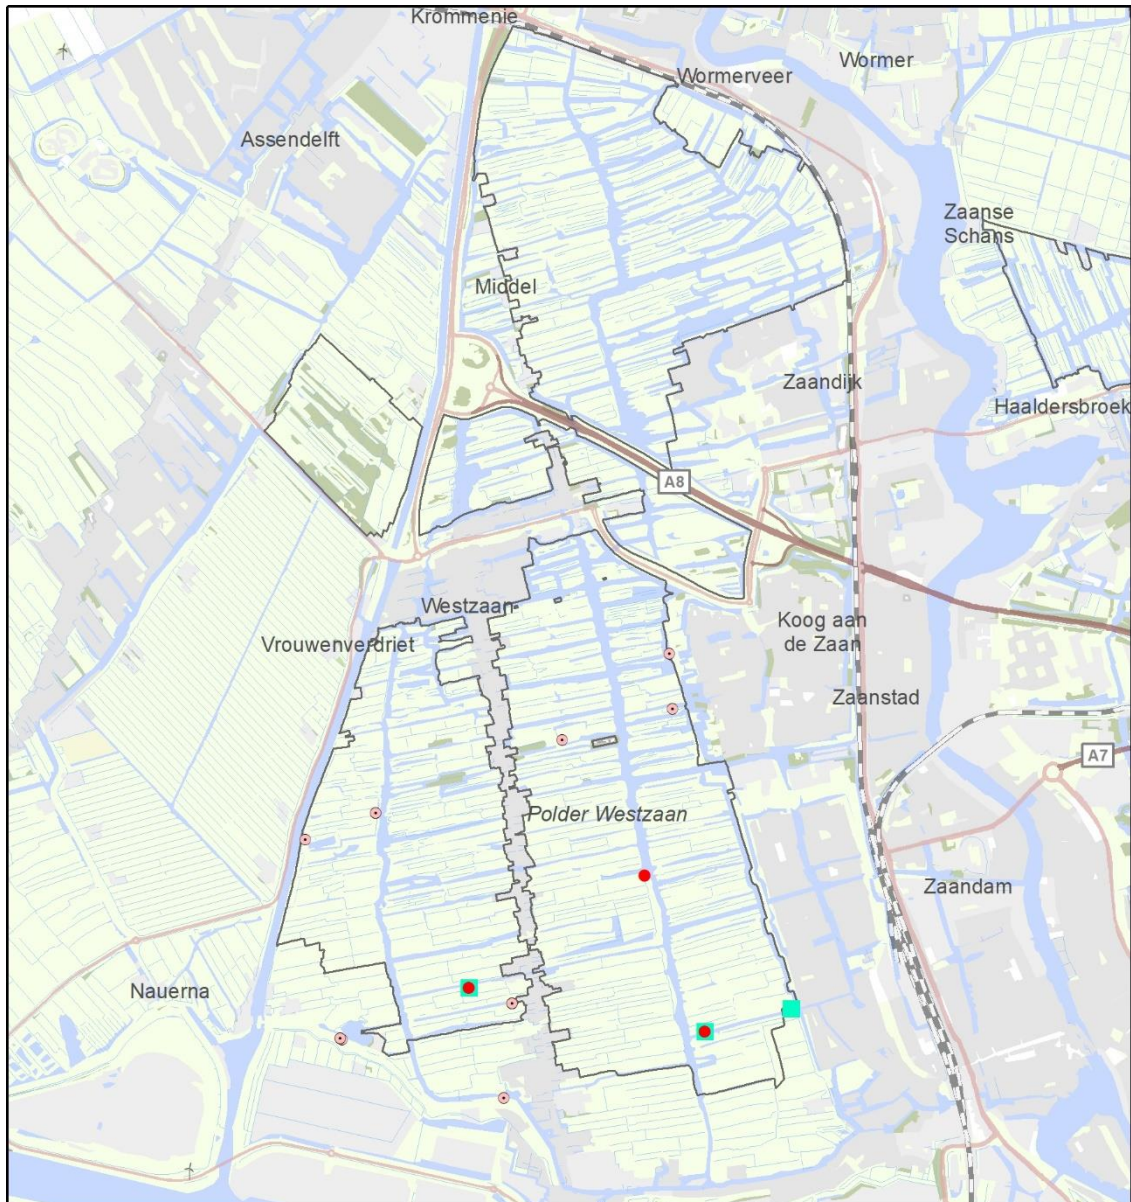 Krommenie
Wormer
Wormerveer
Assendelft
Zaanse
Schans
Middel
Zaandijk
Haaldersbroek
A8
Westzaan
Koog aan
de Zaan
Vrouwenverdriet
Zaanstad
A7
Polder Westzaan
Zaandam
Nauerna